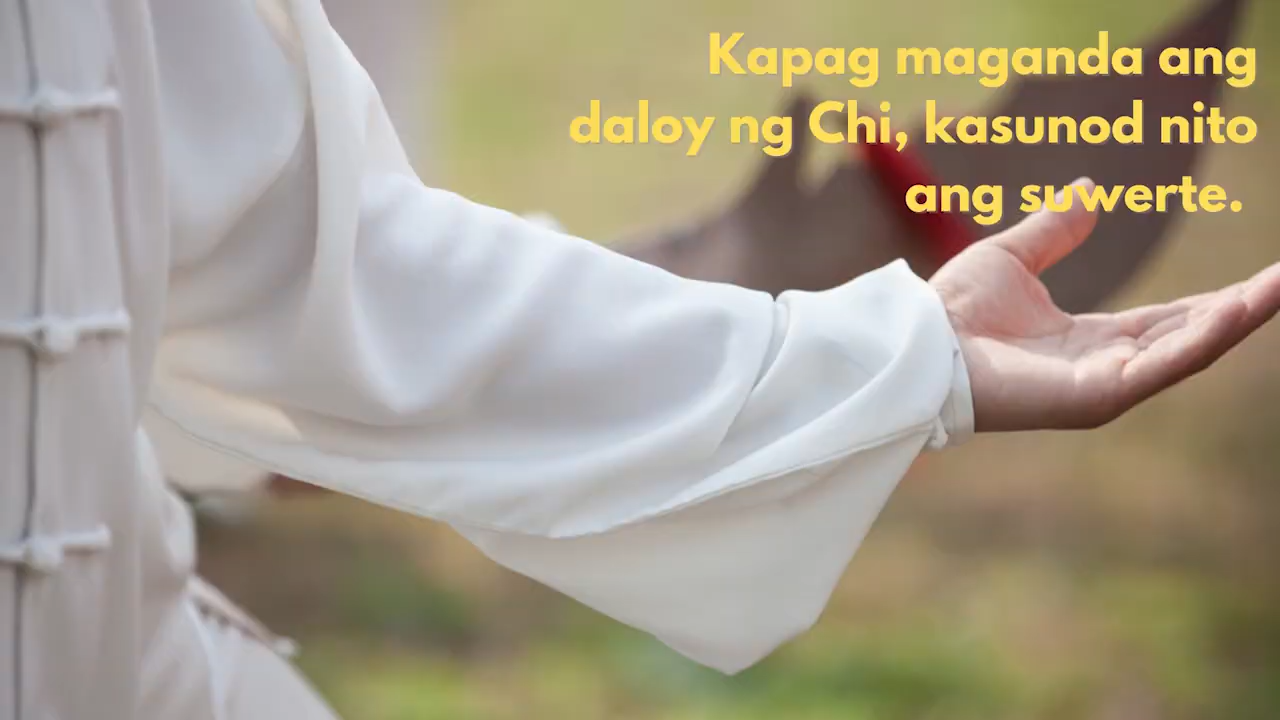 Kapag maganda ang
daloy ng Chi, kasunod nito
ang suwerte.